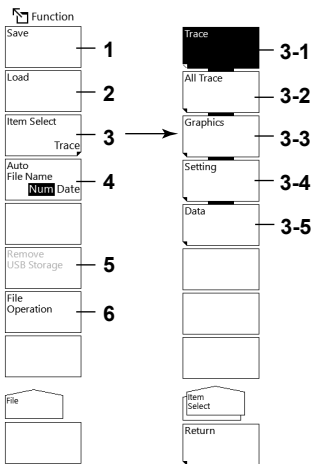 Function
Save
1
Load
2
Item Select
Trace
3
Auto
File Name
Num Date
4
Remove
USB Storage
5
File
Operation
6
File
Trace
3-1
All Trace
3-2
Graphics
3-3
Setting
3-4
Data
3-5
Item
Select
Return